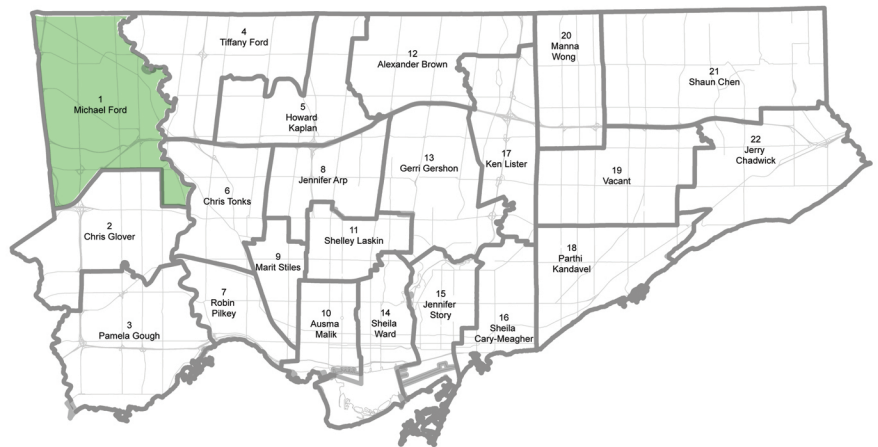 1
Michael Ford
2
Chris Glover
3
Pamela Gough
4
Tiffany Ford
5
Howard
Kaplan
6
Chris Tonks
7
Robin
Pilkey
8
Jennifer Arp
9
Marit Stiles
10
Ausma
Malik
11
Shelley Laskin
12
Alexander Brown
13
Gerri Gershon
14
Sheila
Ward
15
Jennifer
Story
16
Sheila
Cary-Meagher
17
Ken Lister
18
Parthi
Kandavel
19
Vacant
20
Manna
Wong
21
Shaun Chen
22
Jerry
Chadwick